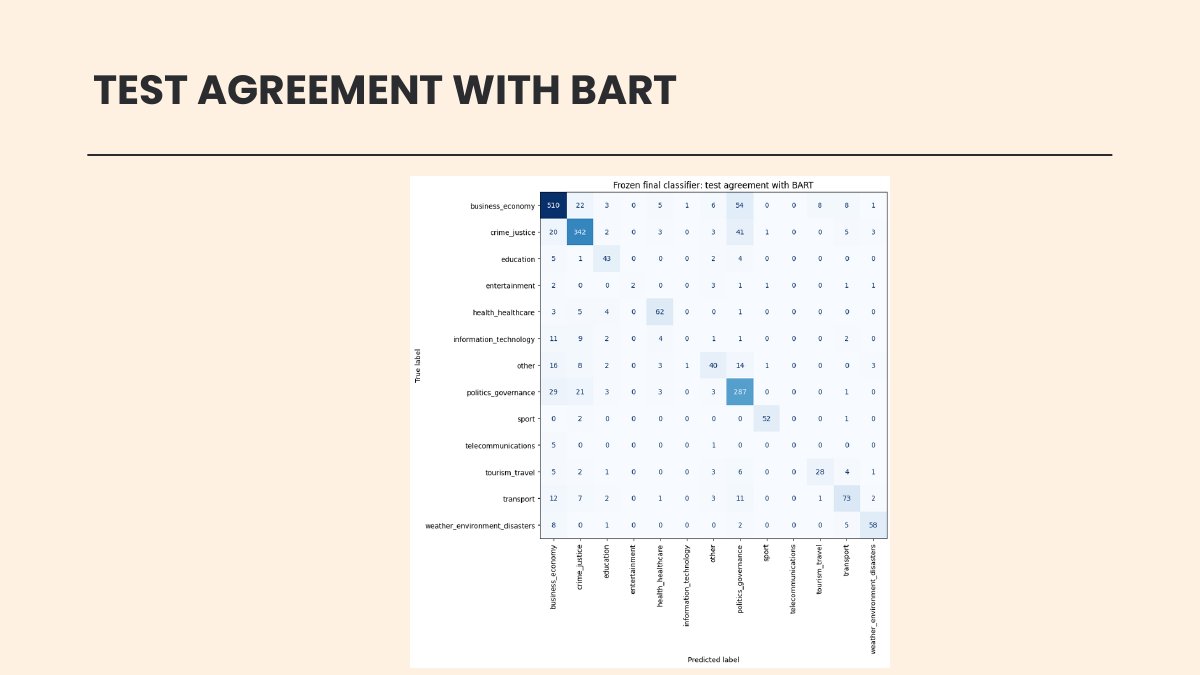 TEST AGREEMENT WITH BART
Frozen final classifier: test agreement with BART
True label
business_economy 510 22 3 0 5 1 6 54 0 0 8 8 1
crime_justice 20 342 2 0 3 0 3 41 1 0 0 5 3
education 5 1 43 0 0 0 2 4 0 0 0 0 0
entertainment 2 0 0 2 0 0 3 1 1 0 0 1 1
health_healthcare 3 5 4 0 62 0 0 1 0 0 0 0 0
information_technology 11 9 2 0 4 0 1 1 0 0 0 2 0
other 16 8 2 0 3 1 40 14 1 0 0 0 3
politics_governance 29 21 3 0 3 0 3 287 0 0 0 1 0
sport 0 2 0 0 0 0 0 0 52 0 0 1 0
telecommunications 5 0 0 0 0 0 1 0 0 0 0 0 0
tourism_travel 5 2 1 0 0 0 3 6 0 0 28 4 1
transport 12 7 2 0 1 0 3 11 0 0 1 73 2
weather_environment_disasters 8 0 1 0 0 0 0 2 0 0 0 5 58
business_economy
crime_justice
education
entertainment
health_healthcare
information_technology
other
politics_governance
sport
telecommunications
tourism_travel
transport
weather_environment_disasters
Predicted label